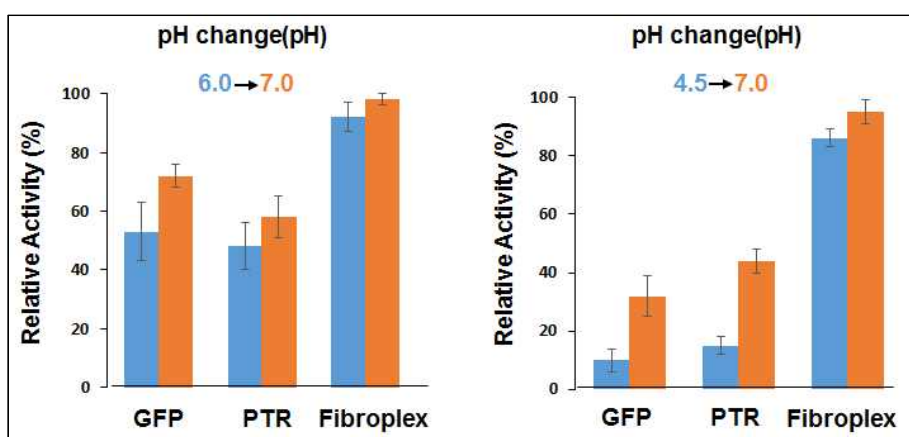 pH change(pH)
6.0→7.0
Relative Activity (%)
100
80
60
40
20
0
GFP PTR Fibroplex
pH change(pH)
4.5→7.0
Relative Activity (%)
100
80
60
40
20
0
GFP PTR Fibroplex